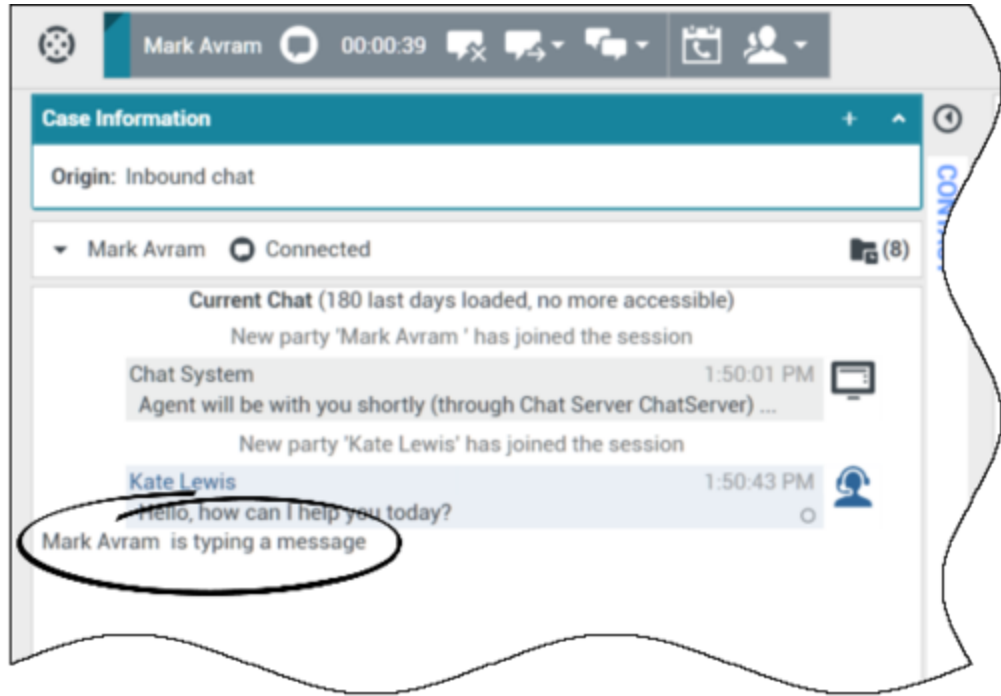 Mark Avram 00:00:39
Case Information
Origin: Inbound chat
Mark Avram Connected (8)
Current Chat (180 last days loaded, no more accessible)
New party 'Mark Avram ' has joined the session
Chat System 1:50:01 PM
Agent will be with you shortly (through Chat Server ChatServer) ...
New party 'Kate Lewis' has joined the session
Kate Lewis 1:50:43 PM
Hello, how can I help you today?
Mark Avram is typing a message